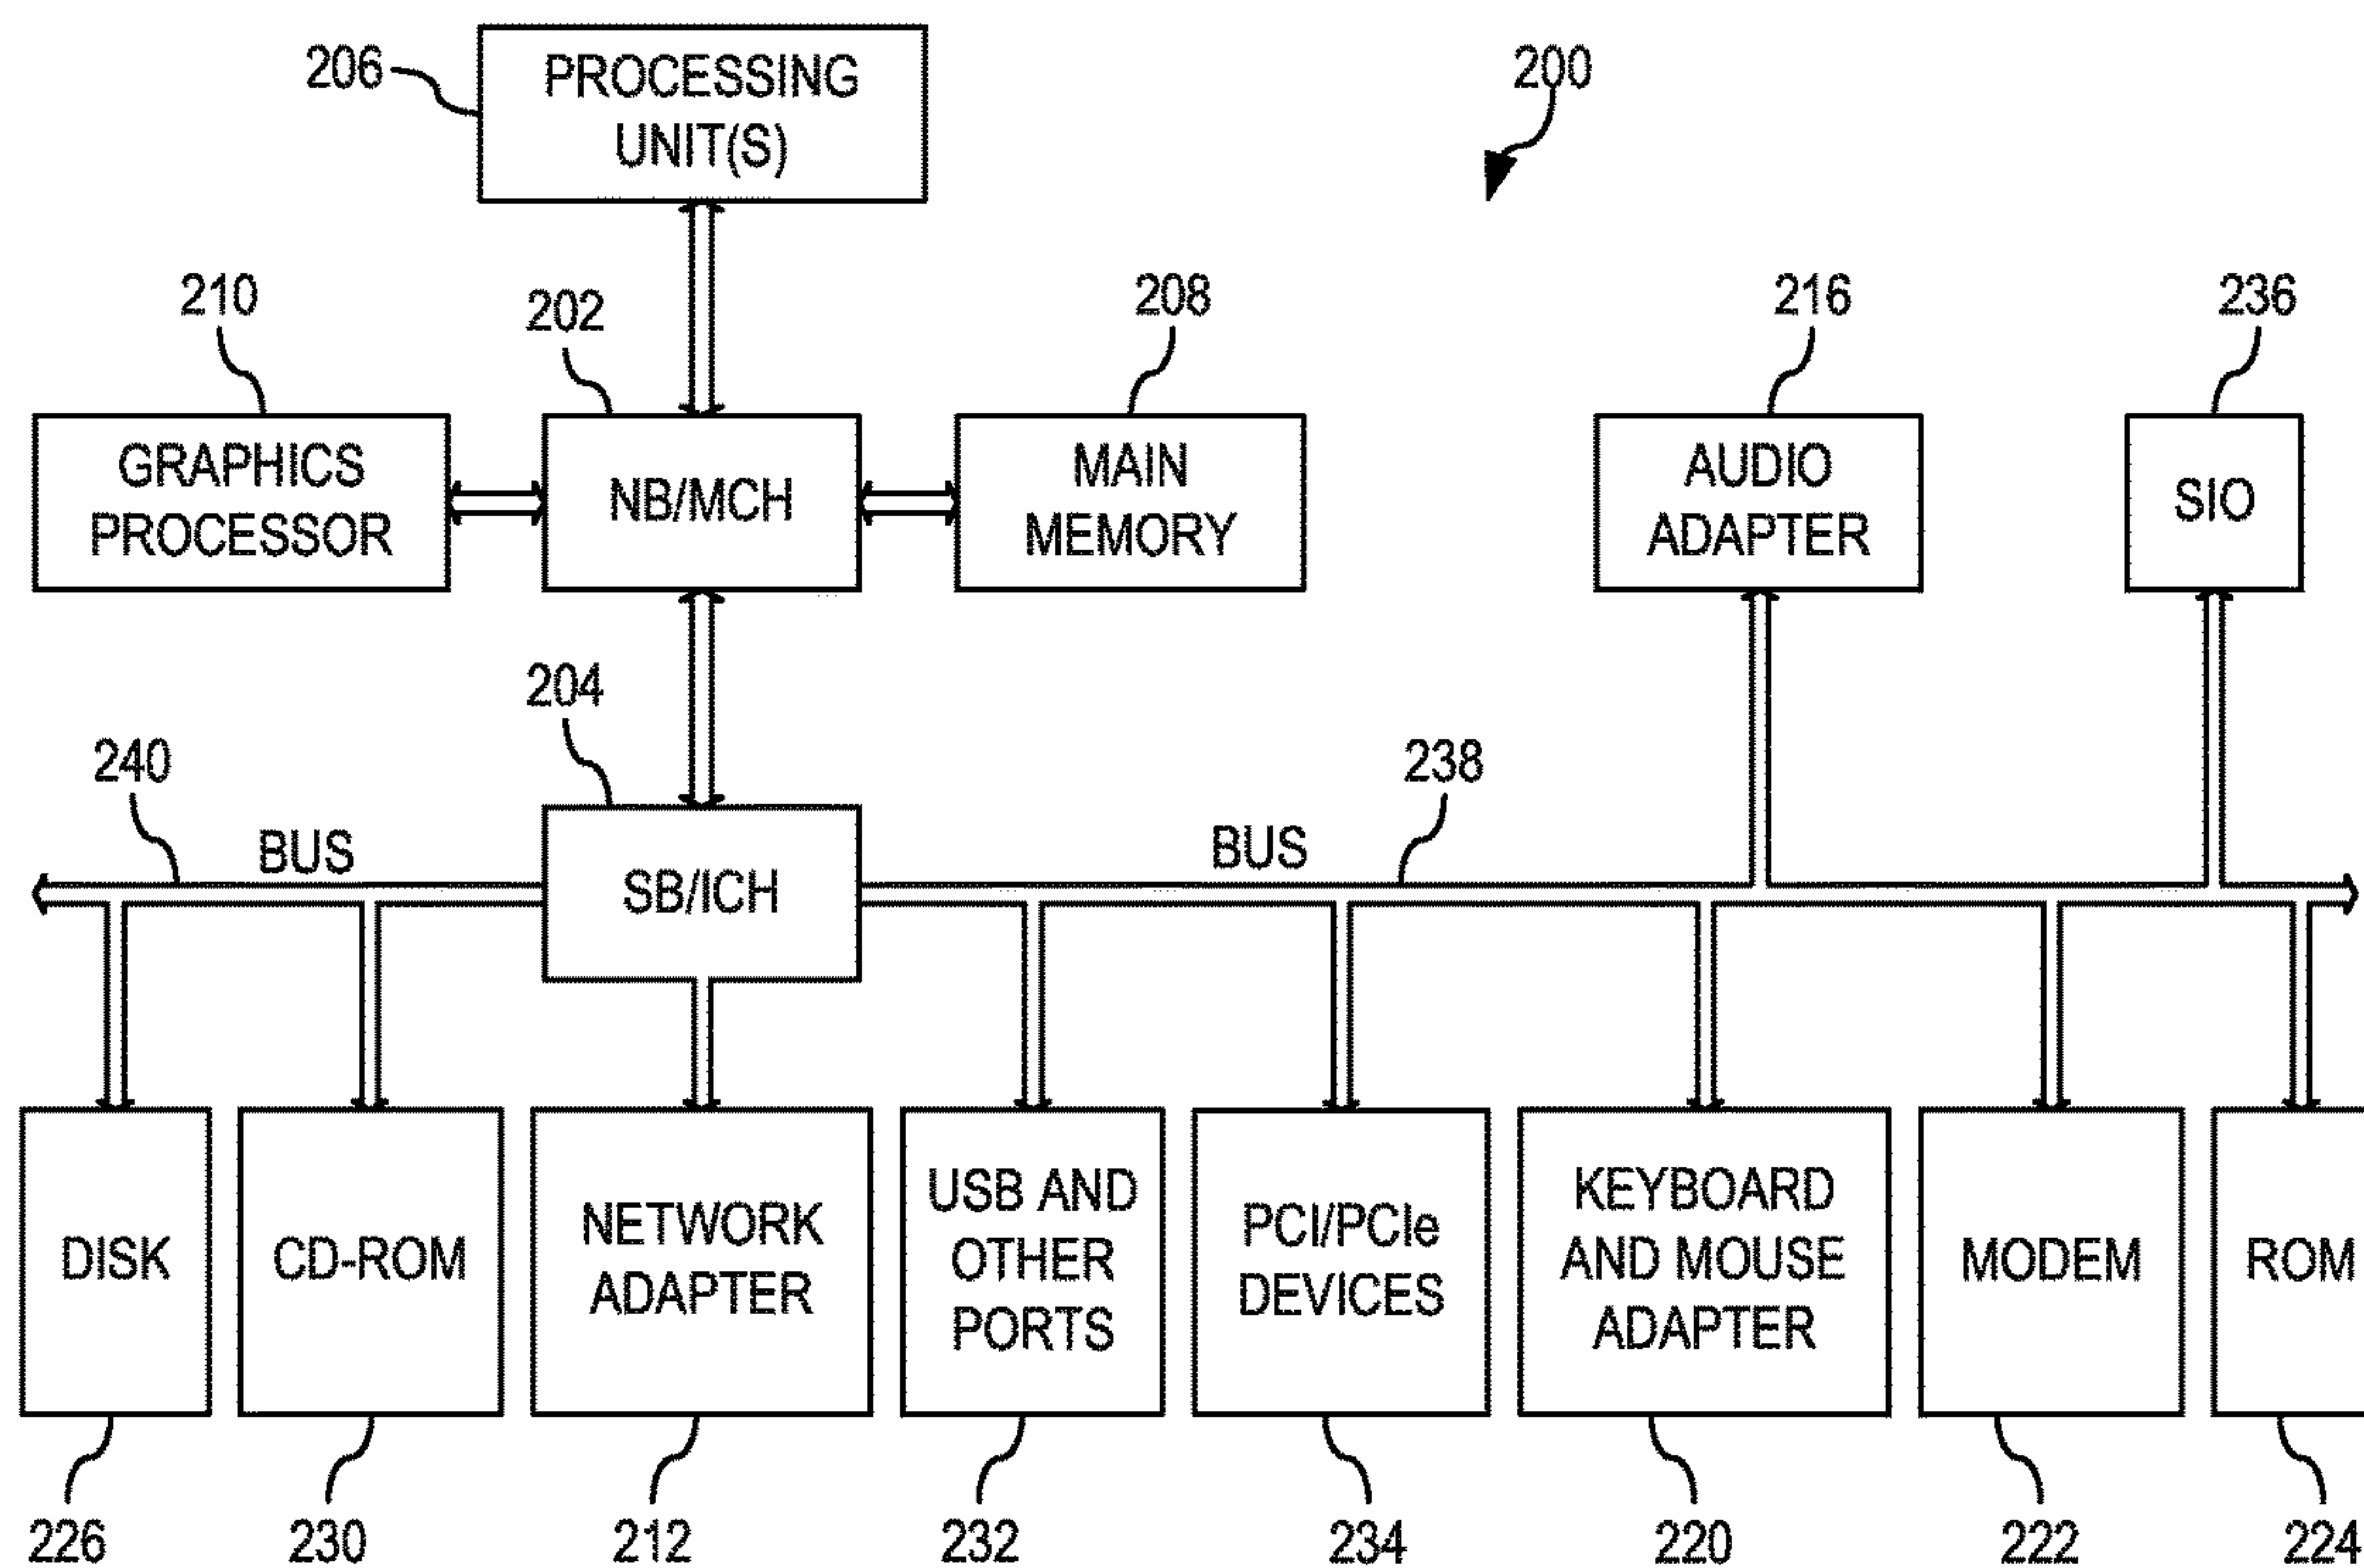 206
PROCESSING
UNIT(S)
200
210
202
208
216
236
GRAPHICS
PROCESSOR
NB/MCH
MAIN
MEMORY
AUDIO
ADAPTER
SIO
204
240
238
BUS
BUS
SB/ICH
DISK
CD-ROM
NETWORK
ADAPTER
USB AND
OTHER
PORTS
PCI/PCIe
DEVICES
KEYBOARD
AND MOUSE
ADAPTER
MODEM
ROM
226
230
212
232
234
220
222
224